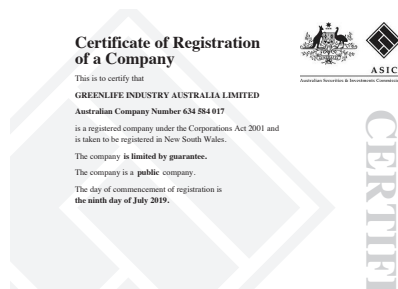 Certificate of Registration
of a Company
This is to certify that
GREENLIFE INDUSTRY AUSTRALIA LIMITED
Australian Company Number 634 584 017
is a registered company under the Corporations Act 2001 and
is taken to be registered in New South Wales.
The company is limited by guarantee.
The company is a public company.
The day of commencement of registration is
the ninth day of July 2019.
ASIC
Australian Securities & Investments Commission
CERTIFI